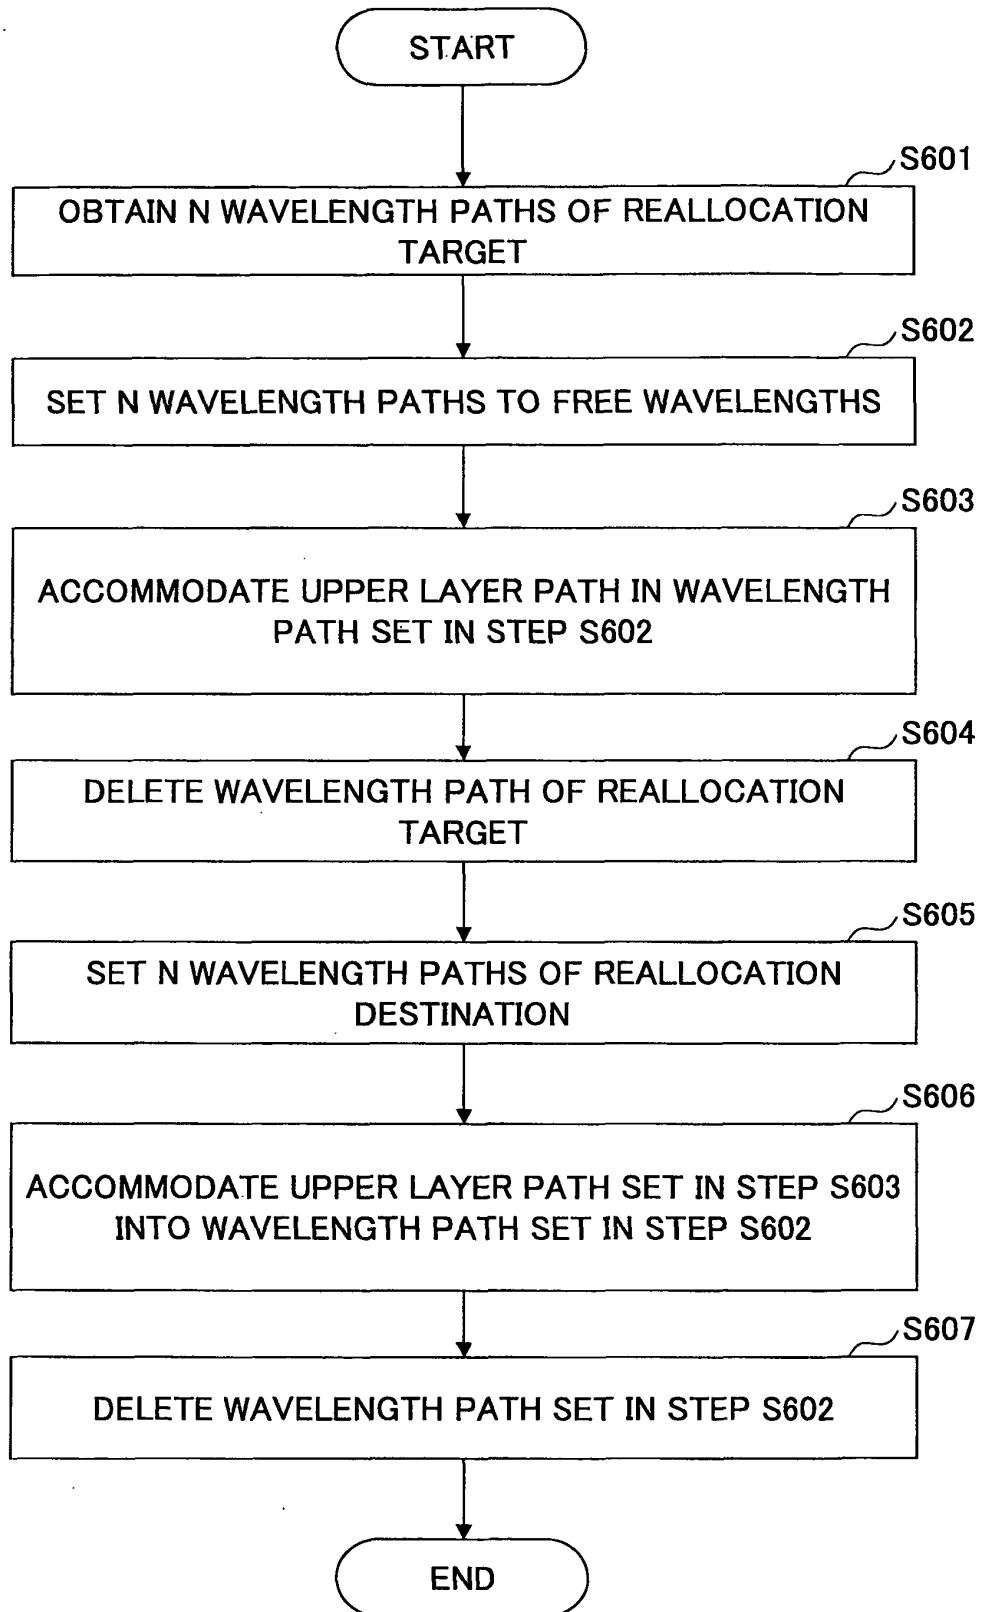 START
S601
OBTAIN N WAVELENGTH PATHS OF REALLOCATION
TARGET
S602
SET N WAVELENGTH PATHS TO FREE WAVELENGTHS
S603
ACCOMMODATE UPPER LAYER PATH IN WAVELENGTH
PATH SET IN STEP S602
S604
DELETE WAVELENGTH PATH OF REALLOCATION
TARGET
S605
SET N WAVELENGTH PATHS OF REALLOCATION
DESTINATION
S606
ACCOMMODATE UPPER LAYER PATH SET IN STEP S603
INTO WAVELENGTH PATH SET IN STEP S602
S607
DELETE WAVELENGTH PATH SET IN STEP S602
END